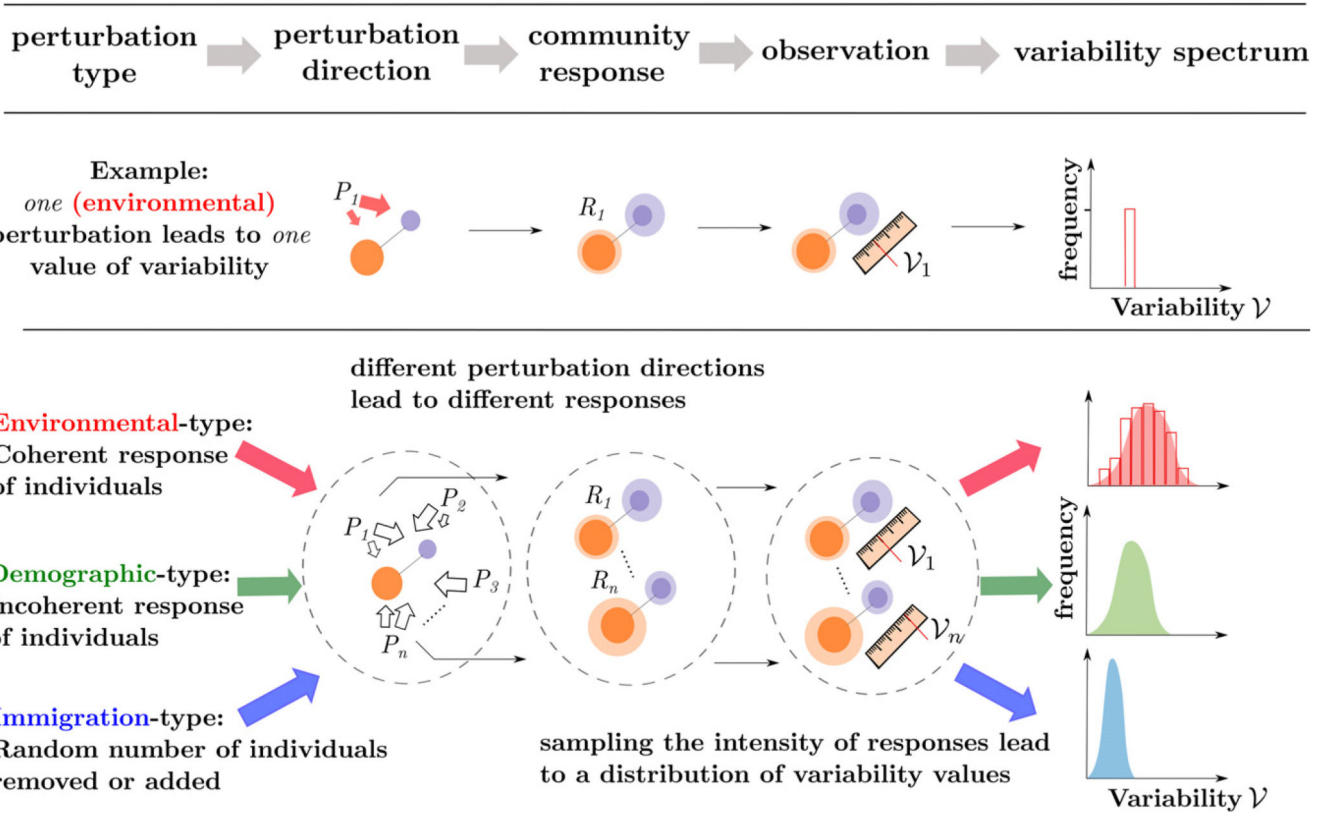 perturbation
type
perturbation
direction
community
response
observation
variability spectrum
Example:
one (environmental)
perturbation leads to one
value of variability
P1
R1
𝒱1
frequency
Variability 𝒱
different perturbation directions
lead to different responses
Environmental-type:
Coherent response
of individuals
Demographic-type:
Incoherent response
of individuals
Immigration-type:
Random number of individuals
removed or added
P1
P2
P3
Pn
R1
Rn
𝒱1
𝒱n
sampling the intensity of responses lead
to a distribution of variability values
frequency
Variability 𝒱